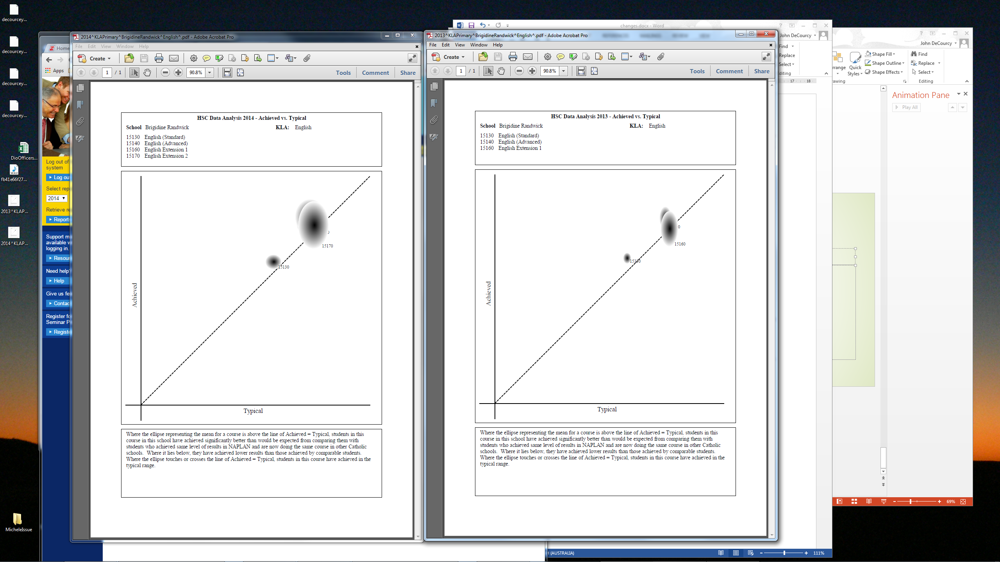 decourcey...
decourcey...
decourcey...
decourcey...
DioOfficers...
fb41e66f27...
2013^KLAP...
2014^KLAP...
MicheleIssue
Home
Apps
Log out of
system
Log ou
Select rep
2014
Retrieve re
Report
Support m
available w
logging in.
Resour
Need help
Help
Give us fe
Contac
Register fo
Seminar P
Registe
2014^KLAPrimary^BrigidineRandwick^English^.pdf - Adobe Acrobat Pro
File Edit View Window Help
Create
1 / 1
90.8%
Tools Comment Share
HSC Data Analysis 2014 - Achieved vs. Typical
School Brigidine Randwick KLA: English
15130 English (Standard)
15140 English (Advanced)
15160 English Extension 1
15170 English Extension 2
15170
15130
Achieved
Typical
Where the ellipse representing the mean for a course is above the line of Achieved = Typical, students in this
course in this school have achieved significantly better than would be expected from comparing them with
students who achieved same level of results in NAPLAN and are now doing the same course in other Catholic
schools. Where it lies below, they have achieved lower results than those achieved by comparable students.
Where the ellipse touches or crosses the line of Achieved = Typical, students in this course have achieved in the
typical range.
2013^KLAPrimary^BrigidineRandwick^English^.pdf - Adobe Acrobat Pro
File Edit View Window Help
Create
1 / 1
90.8%
Tools Comment Share
HSC Data Analysis 2013 - Achieved vs. Typical
School Brigidine Randwick KLA: English
15130 English (Standard)
15140 English (Advanced)
15160 English Extension 1
0
15160
15130
Achieved
Typical
Where the ellipse representing the mean for a course is above the line of Achieved = Typical, students in this
course in this school have achieved significantly better than would be expected from comparing them with
students who achieved same level of results in NAPLAN and are now doing the same course in other Catholic
schools. Where it lies below, they have achieved lower results than those achieved by comparable students.
Where the ellipse touches or crosses the line of Achieved = Typical, students in this course have achieved in the
typical range.
changes.docx - Word
John DeCourcy
Find
Replace
Select
Editing
17 18
H (AUSTRALIA)
111%
John DeCourcy
rrange
Quick
Styles
Shape Fill
Shape Outline
Shape Effects
rawing
Find
Replace
Select
Editing
Animation Pane
Play All
69%